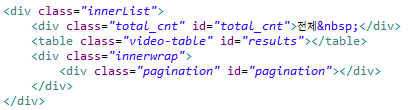 <div class="innerList">
<div class="total_cnt" id="total_cnt">전체&nbsp;</div>
<table class="video-table" id="results"></table>
<div class="innerwrap">
<div class="pagination" id="pagination"></div>
</div>
</div>